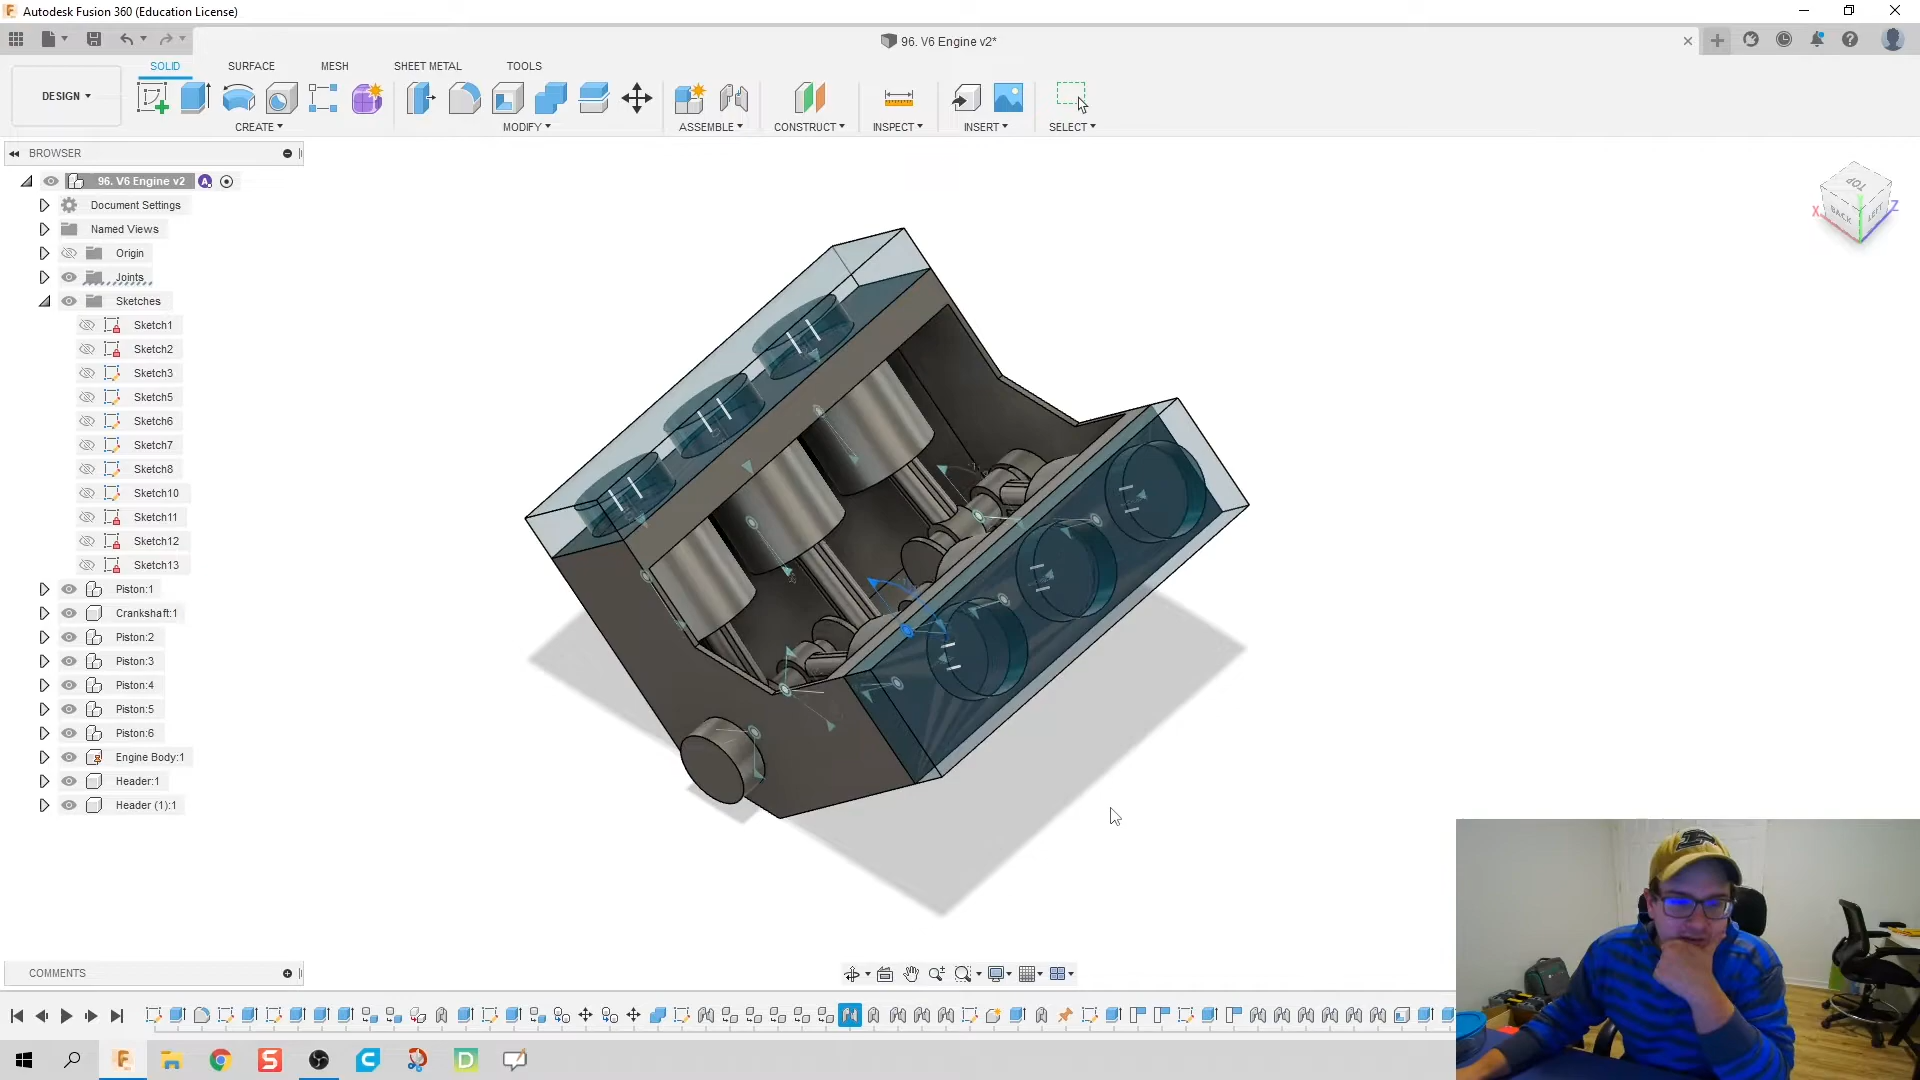 Autodesk Fusion 360 (Education License)
96. V6 Engine v2*
DESIGN
SOLID
SURFACE
MESH
SHEET METAL
TOOLS
CREATE
MODIFY
ASSEMBLE
CONSTRUCT
INSPECT
INSERT
SELECT
BROWSER
96. V6 Engine v2
Document Settings
Named Views
Origin
Joints
Sketches
Sketch1
Sketch2
Sketch3
Sketch5
Sketch6
Sketch7
Sketch8
Sketch10
Sketch11
Sketch12
Sketch13
Piston:1
Crankshaft:1
Piston:2
Piston:3
Piston:4
Piston:5
Piston:6
Engine Body:1
Header:1
Header (1):1
TOP
BACK
LEFT
X
Z
COMMENTS